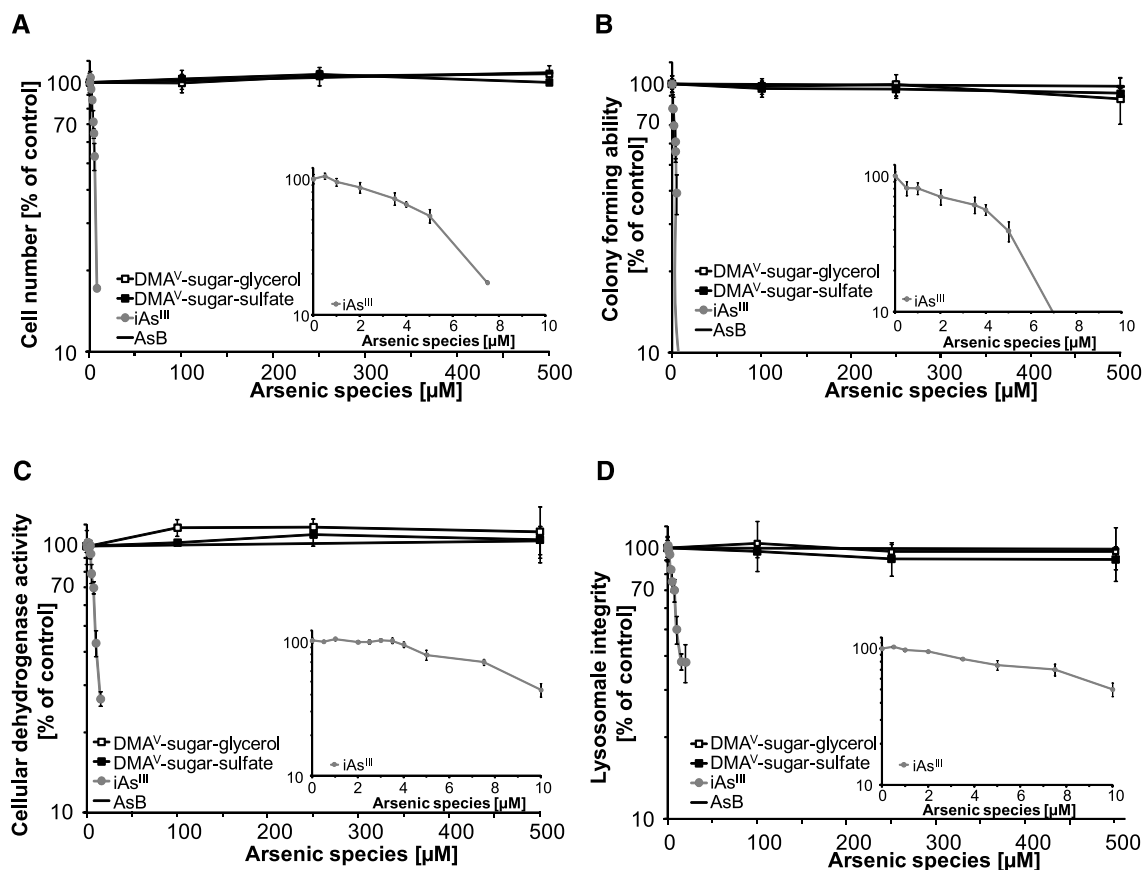 A
Cell number [% of control]
100
70
10
DMAⱽ-sugar-glycerol
DMAⱽ-sugar-sulfate
iAsᴵᴵᴵ
AsB
0 100 200 300 400 500
Arsenic species [µM]
100
10
iAsᴵᴵᴵ
0 2 4 6 8 10
Arsenic species [µM]
B
Colony forming ability
[% of control]
100
70
10
DMAⱽ-sugar-glycerol
DMAⱽ-sugar-sulfate
iAsᴵᴵᴵ
AsB
0 100 200 300 400 500
Arsenic species [µM]
100
10
iAsᴵᴵᴵ
0 2 4 6 8 10
Arsenic species [µM]
C
Cellular dehydrogenase activity
[% of control]
100
70
10
DMAⱽ-sugar-glycerol
DMAⱽ-sugar-sulfate
iAsᴵᴵᴵ
AsB
0 100 200 300 400 500
Arsenic species [µM]
100
10
iAsᴵᴵᴵ
0 2 4 6 8 10
Arsenic species [µM]
D
Lysosomale integrity
[% of control]
100
70
10
DMAⱽ-sugar-glycerol
DMAⱽ-sugar-sulfate
iAsᴵᴵᴵ
AsB
0 50 100 150 200 250
Arsenic species [µM]
100
10
iAsᴵᴵᴵ
0 2 4 6 8 10
Arsenic species [µM]